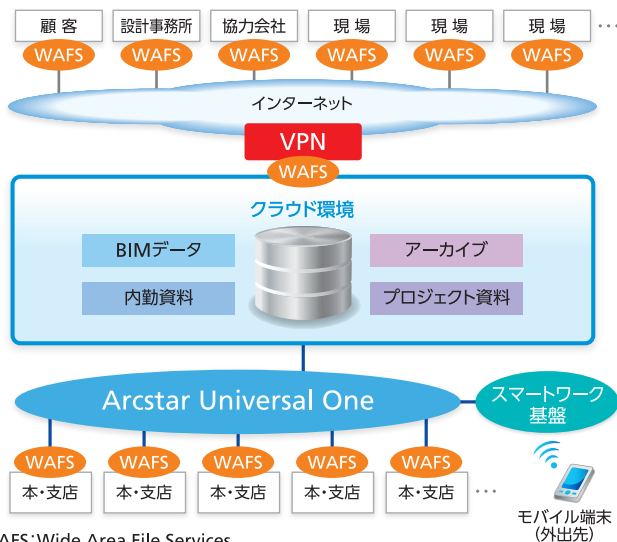 顧 客 設計事務所 協力会社 現 場 現 場 現 場 …
WAFS WAFS WAFS WAFS WAFS WAFS
インターネット
VPN
WAFS
クラウド環境
BIMデータ アーカイブ
内勤資料 プロジェクト資料
Arcstar Universal One
スマートワーク
基盤
WAFS WAFS WAFS WAFS WAFS
本・支店 本・支店 本・支店 本・支店 本・支店 …
モバイル端末
(外出先)
AFS:Wide Area File Services